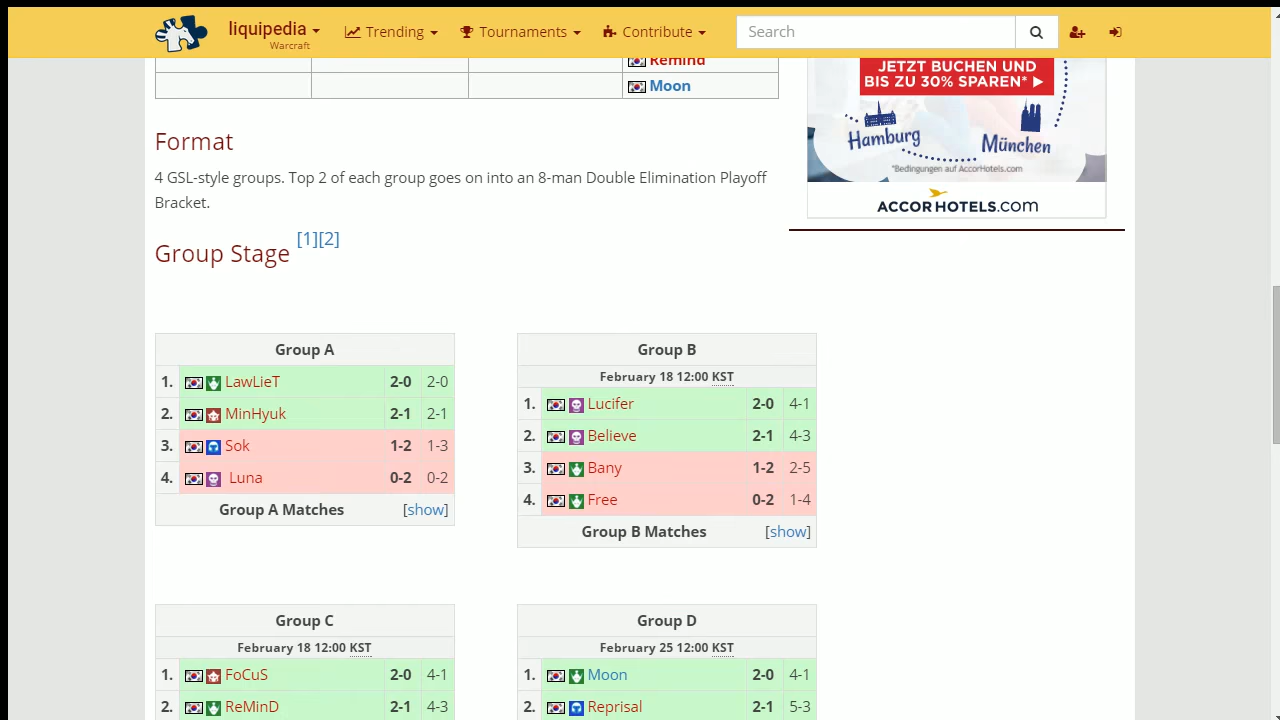 liquipedia
Warcraft
Trending
Tournaments
Contribute
Search
Remind
Moon
JETZT BUCHEN UND
BIS ZU 30% SPAREN*
Hamburg
München
*Bedingungen auf AccorHotels.com
ACCORHOTELS.com
Format
4 GSL-style groups. Top 2 of each group goes on into an 8-man Double Elimination Playoff
Bracket.
Group Stage [1][2]
Group A
1. LawLieT 2-0 2-0
2. MinHyuk 2-1 2-1
3. Sok 1-2 1-3
4. Luna 0-2 0-2
Group A Matches [show]
Group B
February 18 12:00 KST
1. Lucifer 2-0 4-1
2. Believe 2-1 4-3
3. Bany 1-2 2-5
4. Free 0-2 1-4
Group B Matches [show]
Group C
February 18 12:00 KST
1. FoCuS 2-0 4-1
2. ReMinD 2-1 4-3
Group D
February 25 12:00 KST
1. Moon 2-0 4-1
2. Reprisal 2-1 5-3